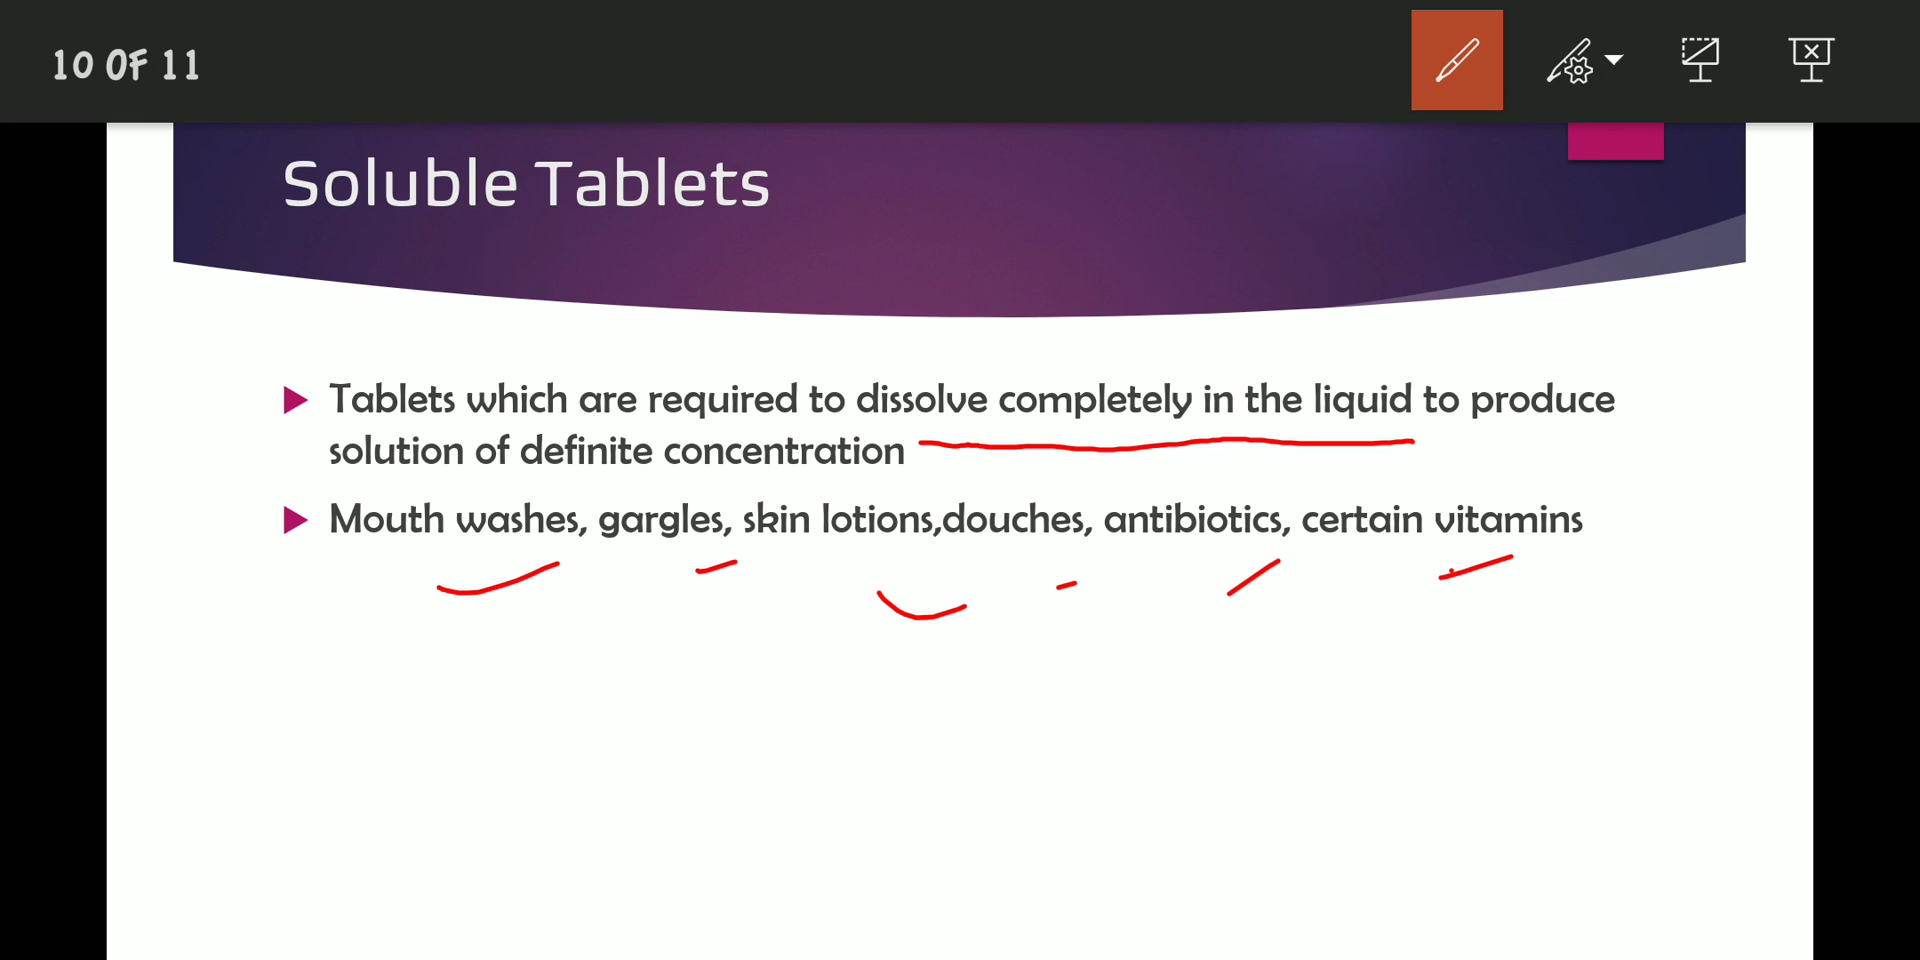 10 OF 11
Soluble Tablets
Tablets which are required to dissolve completely in the liquid to produce
solution of definite concentration
Mouth washes, gargles, skin lotions,douches, antibiotics, certain vitamins